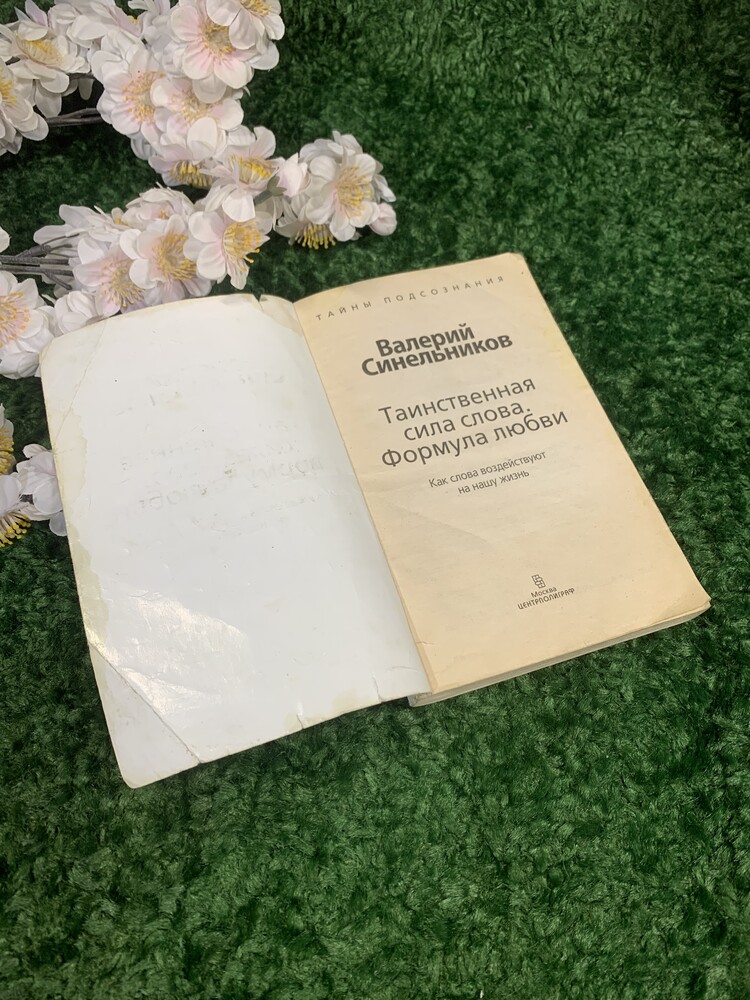 ТАЙНЫ ПОДСОЗНАНИЯ
Валерий
Синельников
Таинственная
сила слова.
Формула любви
Как слова воздействуют
на нашу жизнь
Москва
ЦЕНТРПОЛИГРАФ